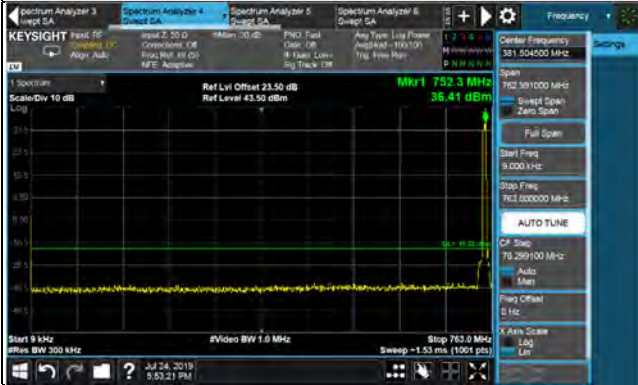 Spectrum Analyzer 3
Swept SA
Spectrum Analyzer 4
Swept SA
Spectrum Analyzer 5
Swept SA
Spectrum Analyzer 6
Swept SA
Frequency
KEYSIGHT
Input: RF
Coupling: DC
Align: Auto
Input Z: 50 Ω
Corrections: Off
Freq Ref: Int (S)
NFE: Adaptive
PNO: Fast
Gate: Off
IF Gain: Low
Sig Track: Off
Avg Type: Log-Power
Avg|Hold: >100/100
Trig: Free Run
Center Frequency
381.504500 MHz
Settings
1 Spectrum
Scale/Div 10 dB
Log
Ref Lvl Offset 23.50 dB
Ref Level 43.50 dBm
Mkr1 752.3 MHz
36.41 dBm
Span
Swept Span
Zero Span
Full Span
Start Freq
9.000 kHz
Stop Freq
763.000000 MHz
AUTO TUNE
CF Step
76.299100 MHz
Auto
Man
Freq Offset
0 Hz
X Axis Scale
Log
Lin
Start 9 kHz
#Res BW 300 kHz
#Video BW 1.0 MHz
Stop 763.0 MHz
Sweep ~1.53 ms (1001 pts)
Jul 24, 2019
5:53:21 PM